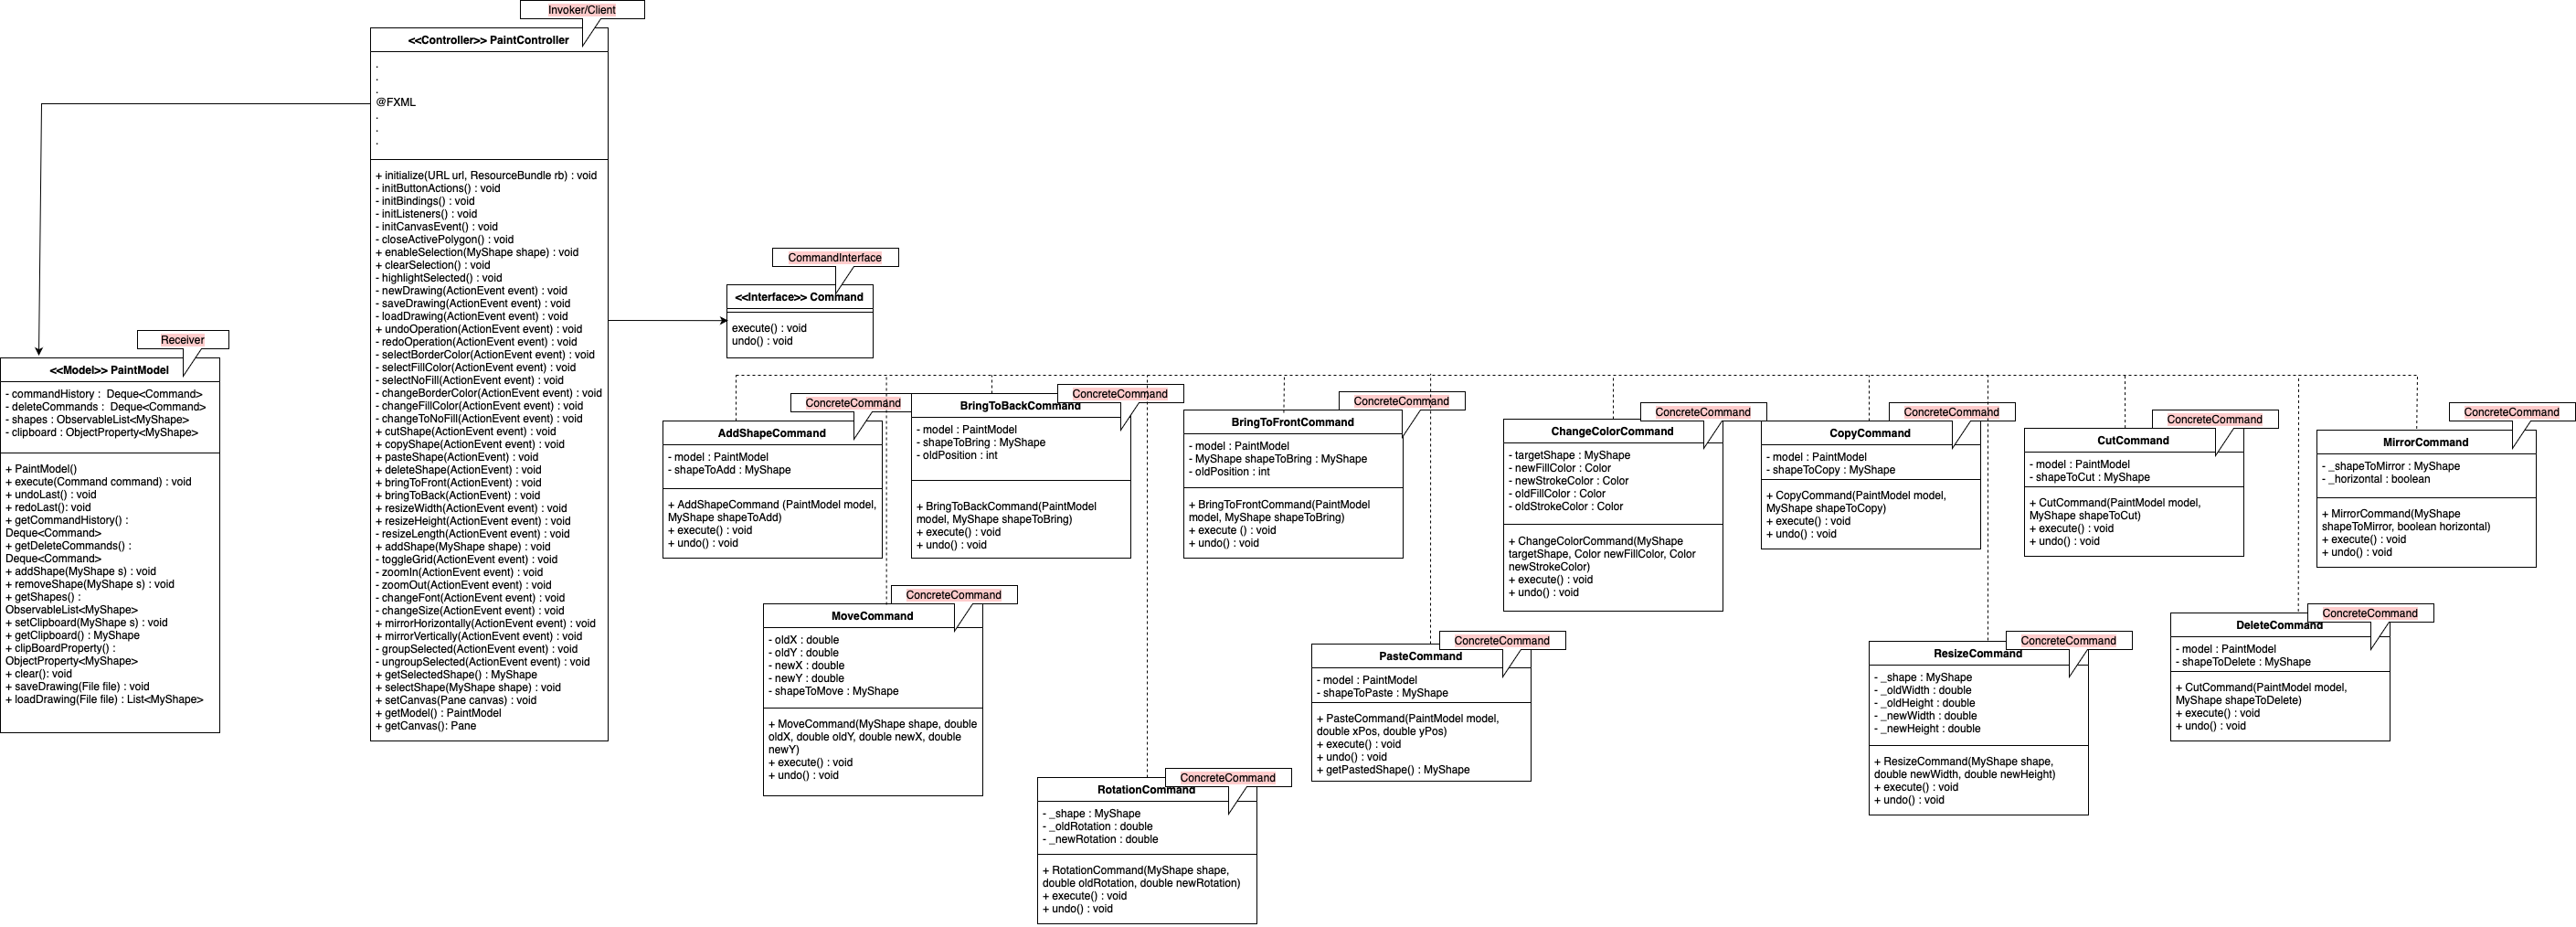 Invoker/Client
<<Controller>> PaintController
.
.
.
@FXML
.
.
.
+ initialize(URL url, ResourceBundle rb) : void
- initButtonActions() : void
- initBindings() : void
- initListeners() : void
- initCanvasEvent() : void
- closeActivePolygon() : void
+ enableSelection(MyShape shape) : void
+ clearSelection() : void
- highlightSelected() : void
- newDrawing(ActionEvent event) : void
- saveDrawing(ActionEvent event) : void
- loadDrawing(ActionEvent event) : void
+ undoOperation(ActionEvent event) : void
- redoOperation(ActionEvent event) : void
- selectBorderColor(ActionEvent event) : void
- selectFillColor(ActionEvent event) : void
- selectNoFill(ActionEvent event) : void
- changeBorderColor(ActionEvent event) : void
- changeFillColor(ActionEvent event) : void
- changeToNoFill(ActionEvent event) : void
+ cutShape(ActionEvent) : void
+ copyShape(ActionEvent) : void
+ pasteShape(ActionEvent) : void
+ deleteShape(ActionEvent) : void
+ bringToFront(ActionEvent) : void
+ bringToBack(ActionEvent) : void
+ resizeWidth(ActionEvent) : void
+ resizeHeight(ActionEvent) : void
- resizeLength(ActionEvent) : void
+ addShape(MyShape shape) : void
- toggleGrid(ActionEvent event) : void
- zoomIn(ActionEvent event) : void
- zoomOut(ActionEvent event) : void
- changeFont(ActionEvent event) : void
- changeSize(ActionEvent event) : void
+ mirrorHorizontally(ActionEvent event) : void
+ mirrorVertically(ActionEvent event) : void
- groupSelected(ActionEvent event) : void
- ungroupSelected(ActionEvent event) : void
+ getSelectedShape() : MyShape
+ selectShape(MyShape shape) : void
+ setCanvas(Pane canvas) : void
+ getModel() : PaintModel
+ getCanvas(): Pane
Receiver
<<Model>> PaintModel
- commandHistory : Deque<Command>
- deleteCommands : Deque<Command>
- shapes : ObservableList<MyShape>
- clipboard : ObjectProperty<MyShape>
+ PaintModel()
+ execute(Command command) : void
+ undoLast() : void
+ redoLast(): void
+ getCommandHistory() :
Deque<Command>
+ getDeleteCommands() :
Deque<Command>
+ addShape(MyShape s) : void
+ removeShape(MyShape s) : void
+ getShapes() :
ObservableList<MyShape>
+ setClipboard(MyShape s) : void
+ getClipboard() : MyShape
+ clipBoardProperty() :
ObjectProperty<MyShape>
+ clear(): void
+ saveDrawing(File file) : void
+ loadDrawing(File file) : List<MyShape>
CommandInterface
<<Interface>> Command
execute() : void
undo() : void
ConcreteCommand
AddShapeCommand
- model : PaintModel
- shapeToAdd : MyShape
+ AddShapeCommand (PaintModel model,
MyShape shapeToAdd)
+ execute() : void
+ undo() : void
ConcreteCommand
BringToBackCommand
- model : PaintModel
- shapeToBring : MyShape
- oldPosition : int
+ BringToBackCommand(PaintModel
model, MyShape shapeToBring)
+ execute() : void
+ undo() : void
ConcreteCommand
BringToFrontCommand
- model : PaintModel
- MyShape shapeToBring : MyShape
- oldPosition : int
+ BringToFrontCommand(PaintModel
model, MyShape shapeToBring)
+ execute () : void
+ undo() : void
ConcreteCommand
ChangeColorCommand
- targetShape : MyShape
- newFillColor : Color
- newStrokeColor : Color
- oldFillColor : Color
- oldStrokeColor : Color
+ ChangeColorCommand(MyShape
targetShape, Color newFillColor, Color
newStrokeColor)
+ execute() : void
+ undo() : void
ConcreteCommand
CopyCommand
- model : PaintModel
- shapeToCopy : MyShape
+ CopyCommand(PaintModel model,
MyShape shapeToCopy)
+ execute() : void
+ undo() : void
ConcreteCommand
CutCommand
- model : PaintModel
- shapeToCut : MyShape
+ CutCommand(PaintModel model,
MyShape shapeToCut)
+ execute() : void
+ undo() : void
ConcreteCommand
MirrorCommand
- _shapeToMirror : MyShape
- _horizontal : boolean
+ MirrorCommand(MyShape
shapeToMirror, boolean horizontal)
+ execute() : void
+ undo() : void
ConcreteCommand
MoveCommand
- oldX : double
- oldY : double
- newX : double
- newY : double
- shapeToMove : MyShape
+ MoveCommand(MyShape shape, double
oldX, double oldY, double newX, double
newY)
+ execute() : void
+ undo() : void
ConcreteCommand
RotationCommand
- _shape : MyShape
- _oldRotation : double
- _newRotation : double
+ RotationCommand(MyShape shape,
double oldRotation, double newRotation)
+ execute() : void
+ undo() : void
ConcreteCommand
PasteCommand
- model : PaintModel
- shapeToPaste : MyShape
+ PasteCommand(PaintModel model,
double xPos, double yPos)
+ execute() : void
+ undo() : void
+ getPastedShape() : MyShape
ConcreteCommand
ResizeCommand
- _shape : MyShape
- _oldWidth : double
- _oldHeight : double
- _newWidth : double
- _newHeight : double
+ ResizeCommand(MyShape shape,
double newWidth, double newHeight)
+ execute() : void
+ undo() : void
ConcreteCommand
DeleteCommand
- model : PaintModel
- shapeToDelete : MyShape
+ CutCommand(PaintModel model,
MyShape shapeToDelete)
+ execute() : void
+ undo() : void